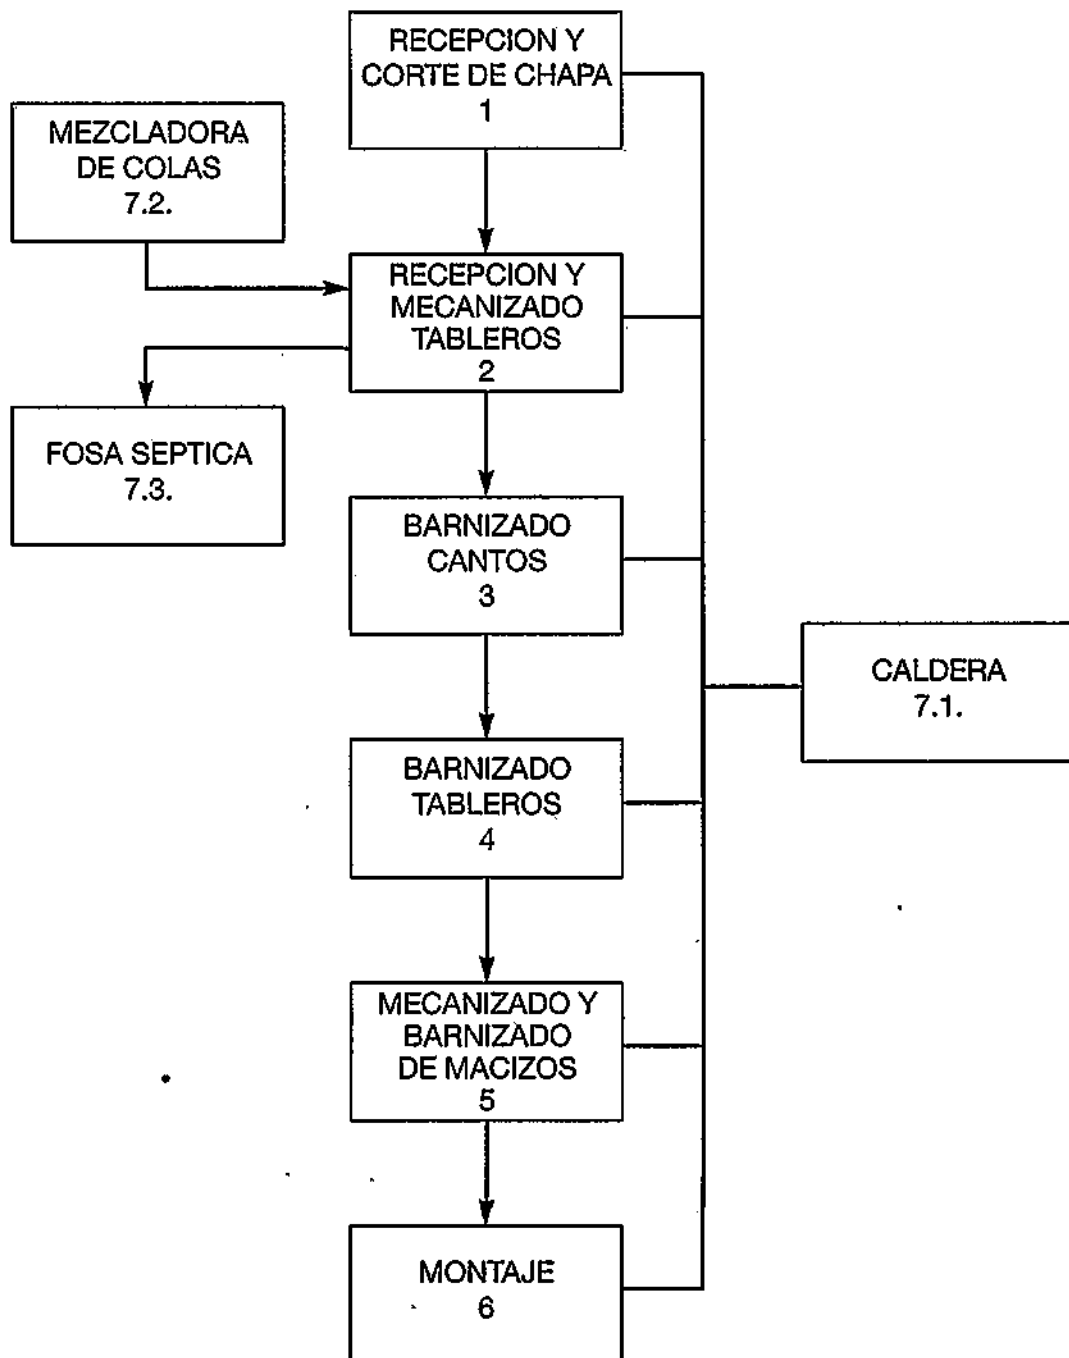 RECEPCION Y
CORTE DE CHAPA
1
MEZCLADORA
DE COLAS
7.2.
RECEPCION Y
MECANIZADO
TABLEROS
2
FOSA SEPTICA
7.3.
BARNIZADO
CANTOS
3
CALDERA
7.1.
BARNIZADO
TABLEROS
4
MECANIZADO Y
BARNIZADO
DE MACIZOS
5
MONTAJE
6